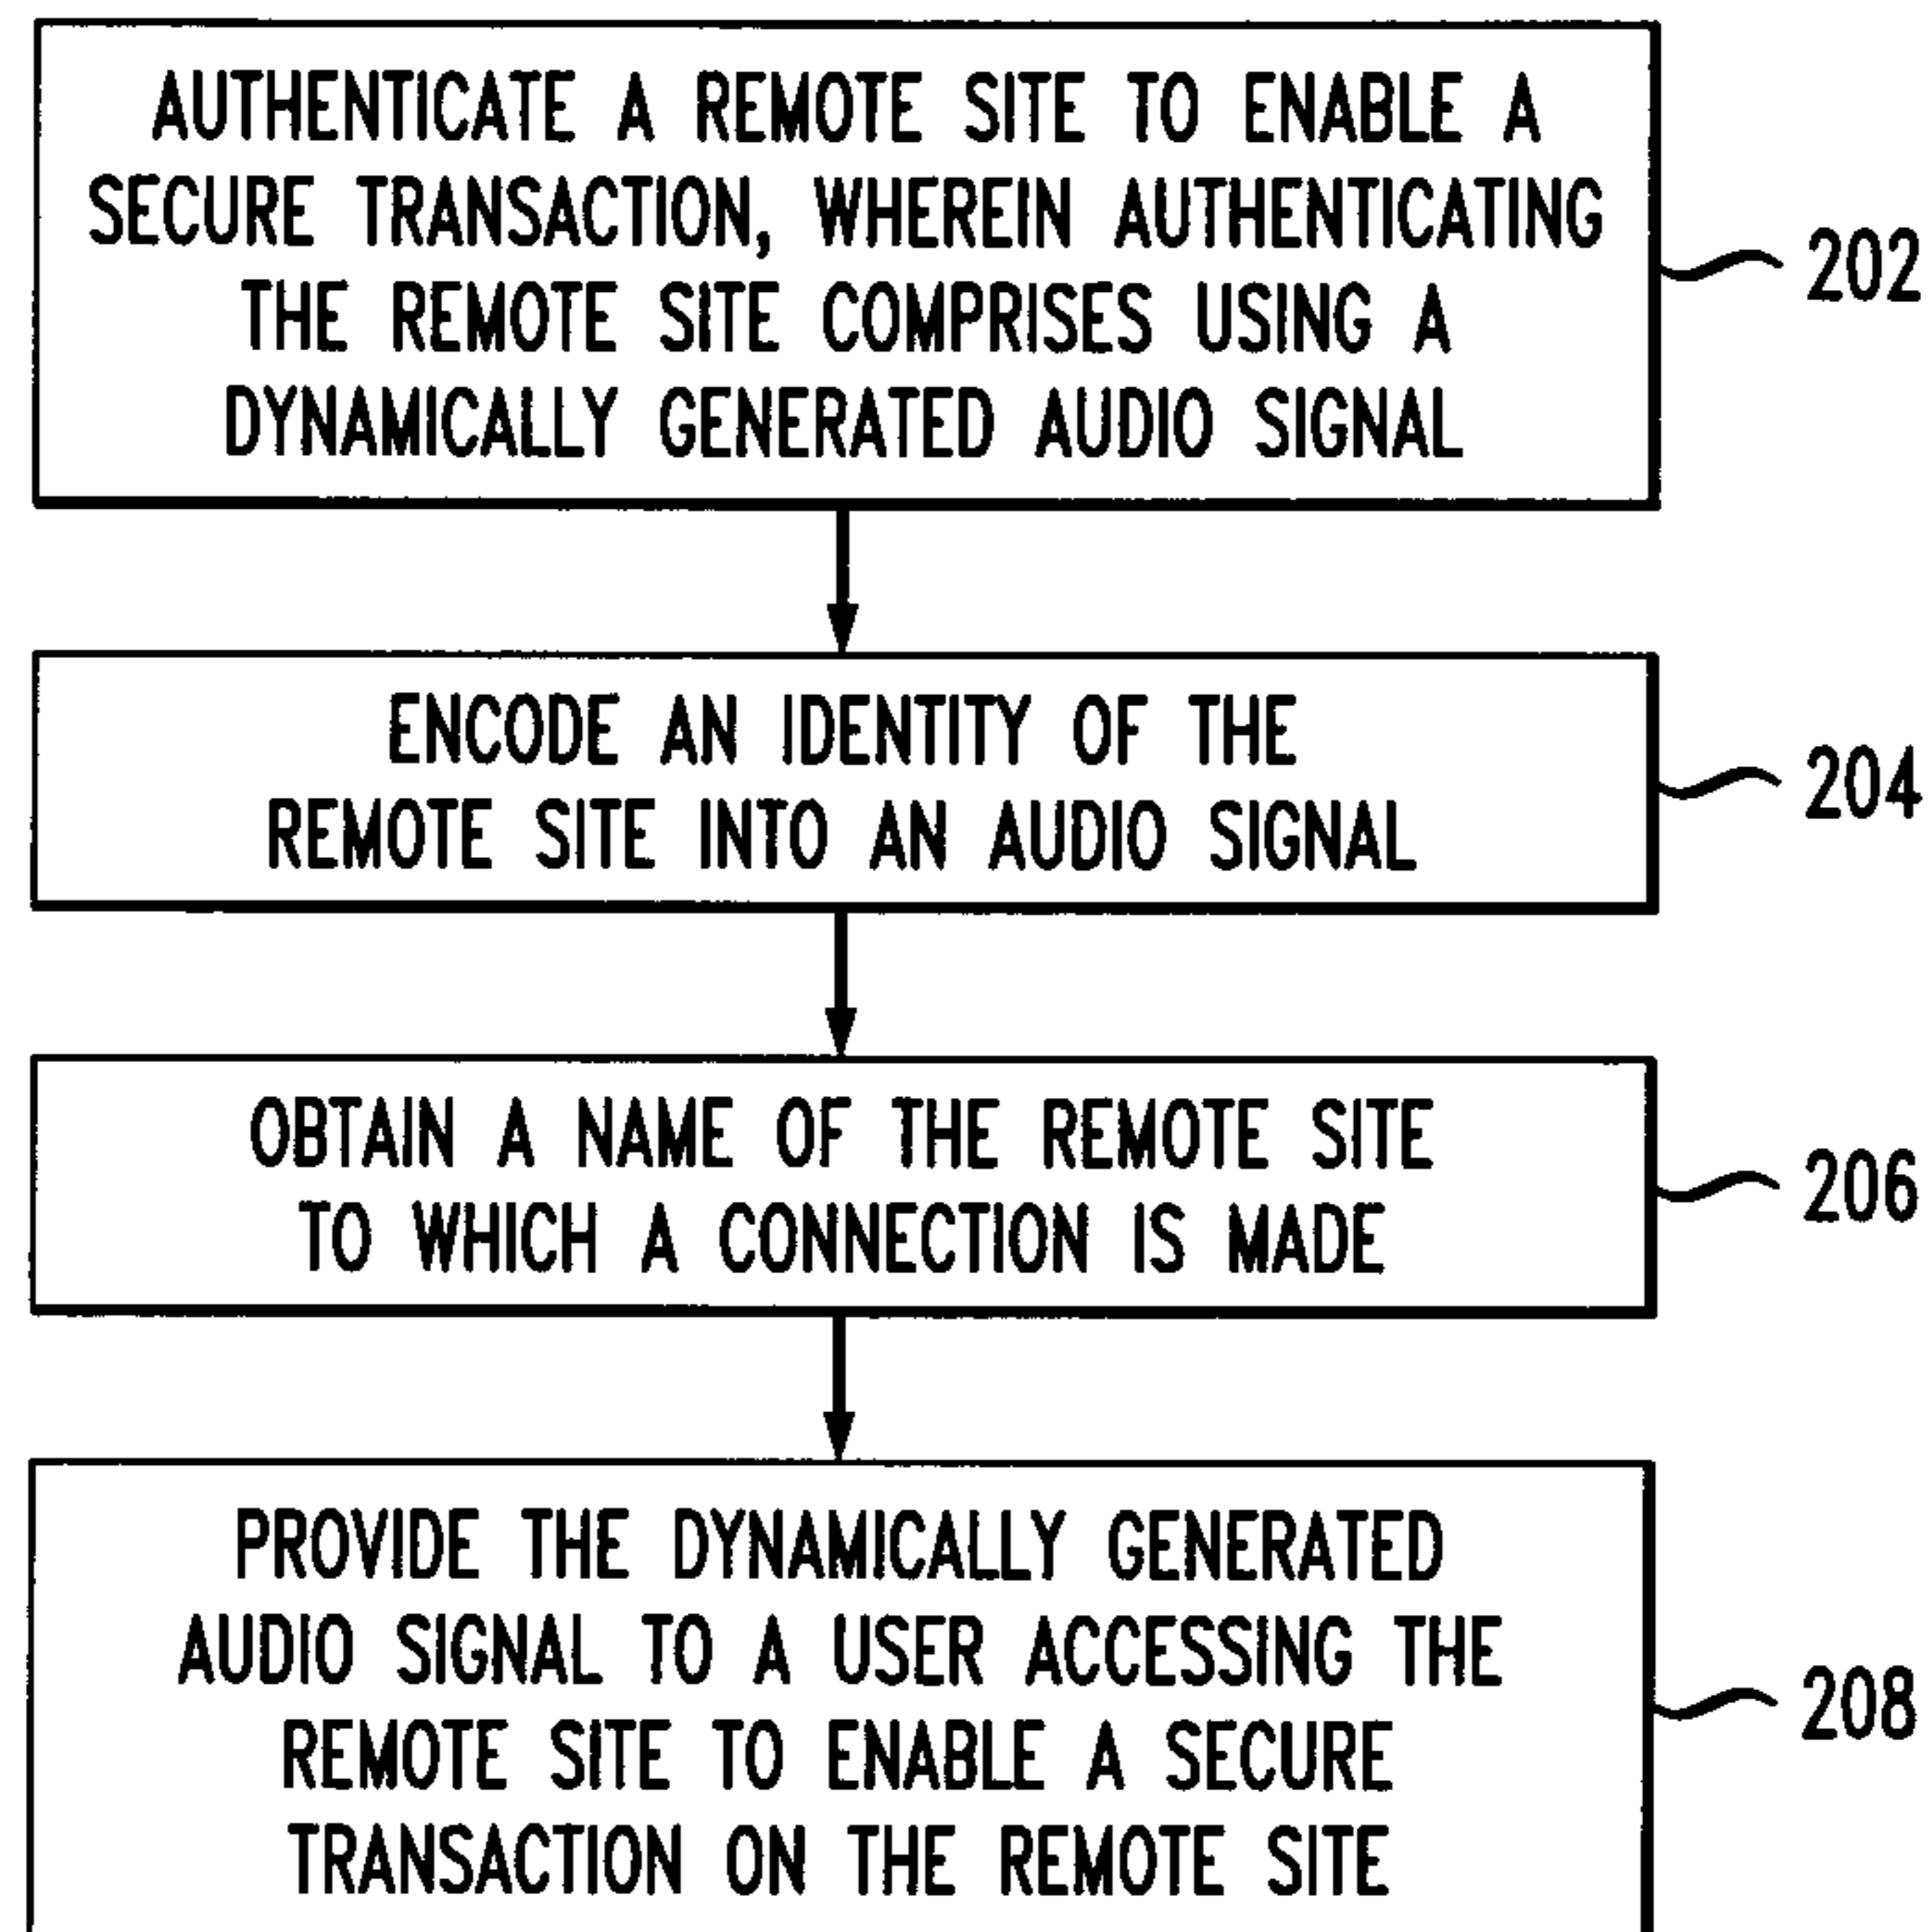 AUTHENTICATE A REMOTE SITE TO ENABLE A
SECURE TRANSACTION, WHEREIN AUTHENTICATING
THE REMOTE SITE COMPRISES USING A
DYNAMICALLY GENERATED AUDIO SIGNAL
202
ENCODE AN IDENTITY OF THE
REMOTE SITE INTO AN AUDIO SIGNAL
204
OBTAIN A NAME OF THE REMOTE SITE
TO WHICH A CONNECTION IS MADE
206
PROVIDE THE DYNAMICALLY GENERATED
AUDIO SIGNAL TO A USER ACCESSING THE
REMOTE SITE TO ENABLE A SECURE
TRANSACTION ON THE REMOTE SITE
208